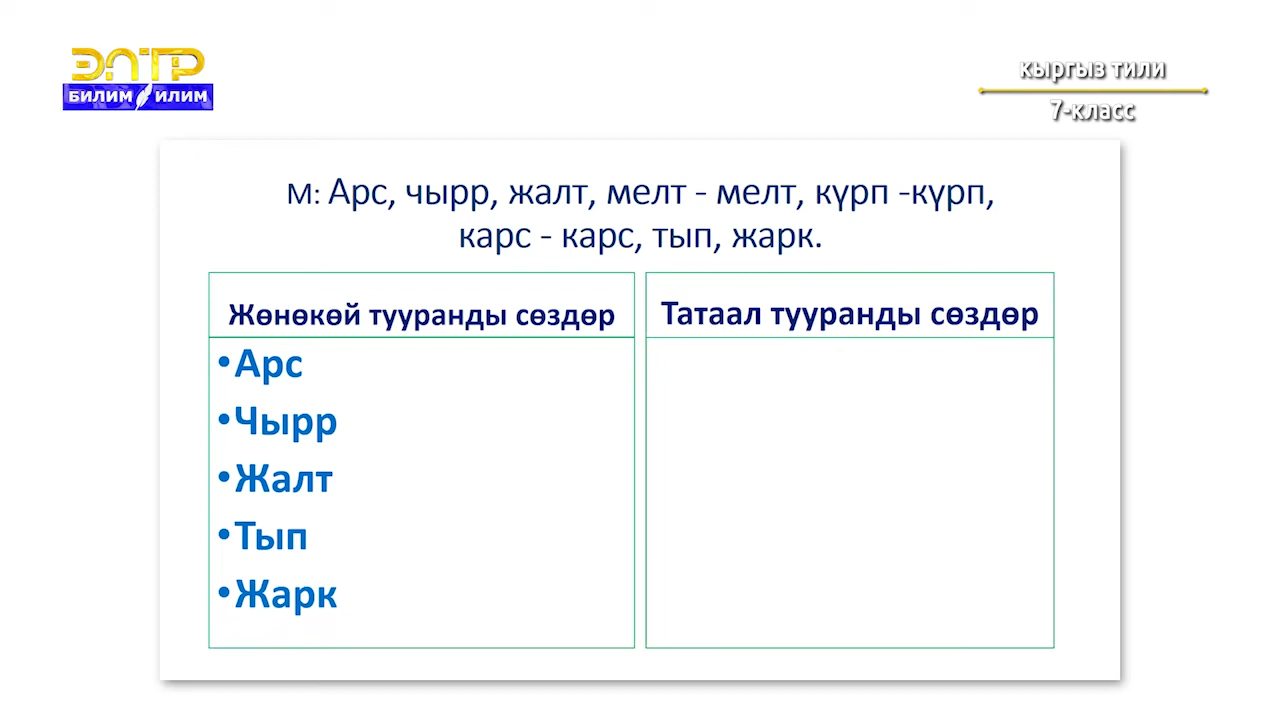 ЭЛТР
БИЛИМ ИЛИМ
кыргыз тили
7-класс
М: Арс, чырр, жалт, мелт - мелт, күрп -күрп,
карс - карс, тып, жарк.
Жөнөкөй тууранды сөздөр
Татаал тууранды сөздөр
•Арс
•Чырр
•Жалт
•Тып
•Жарк